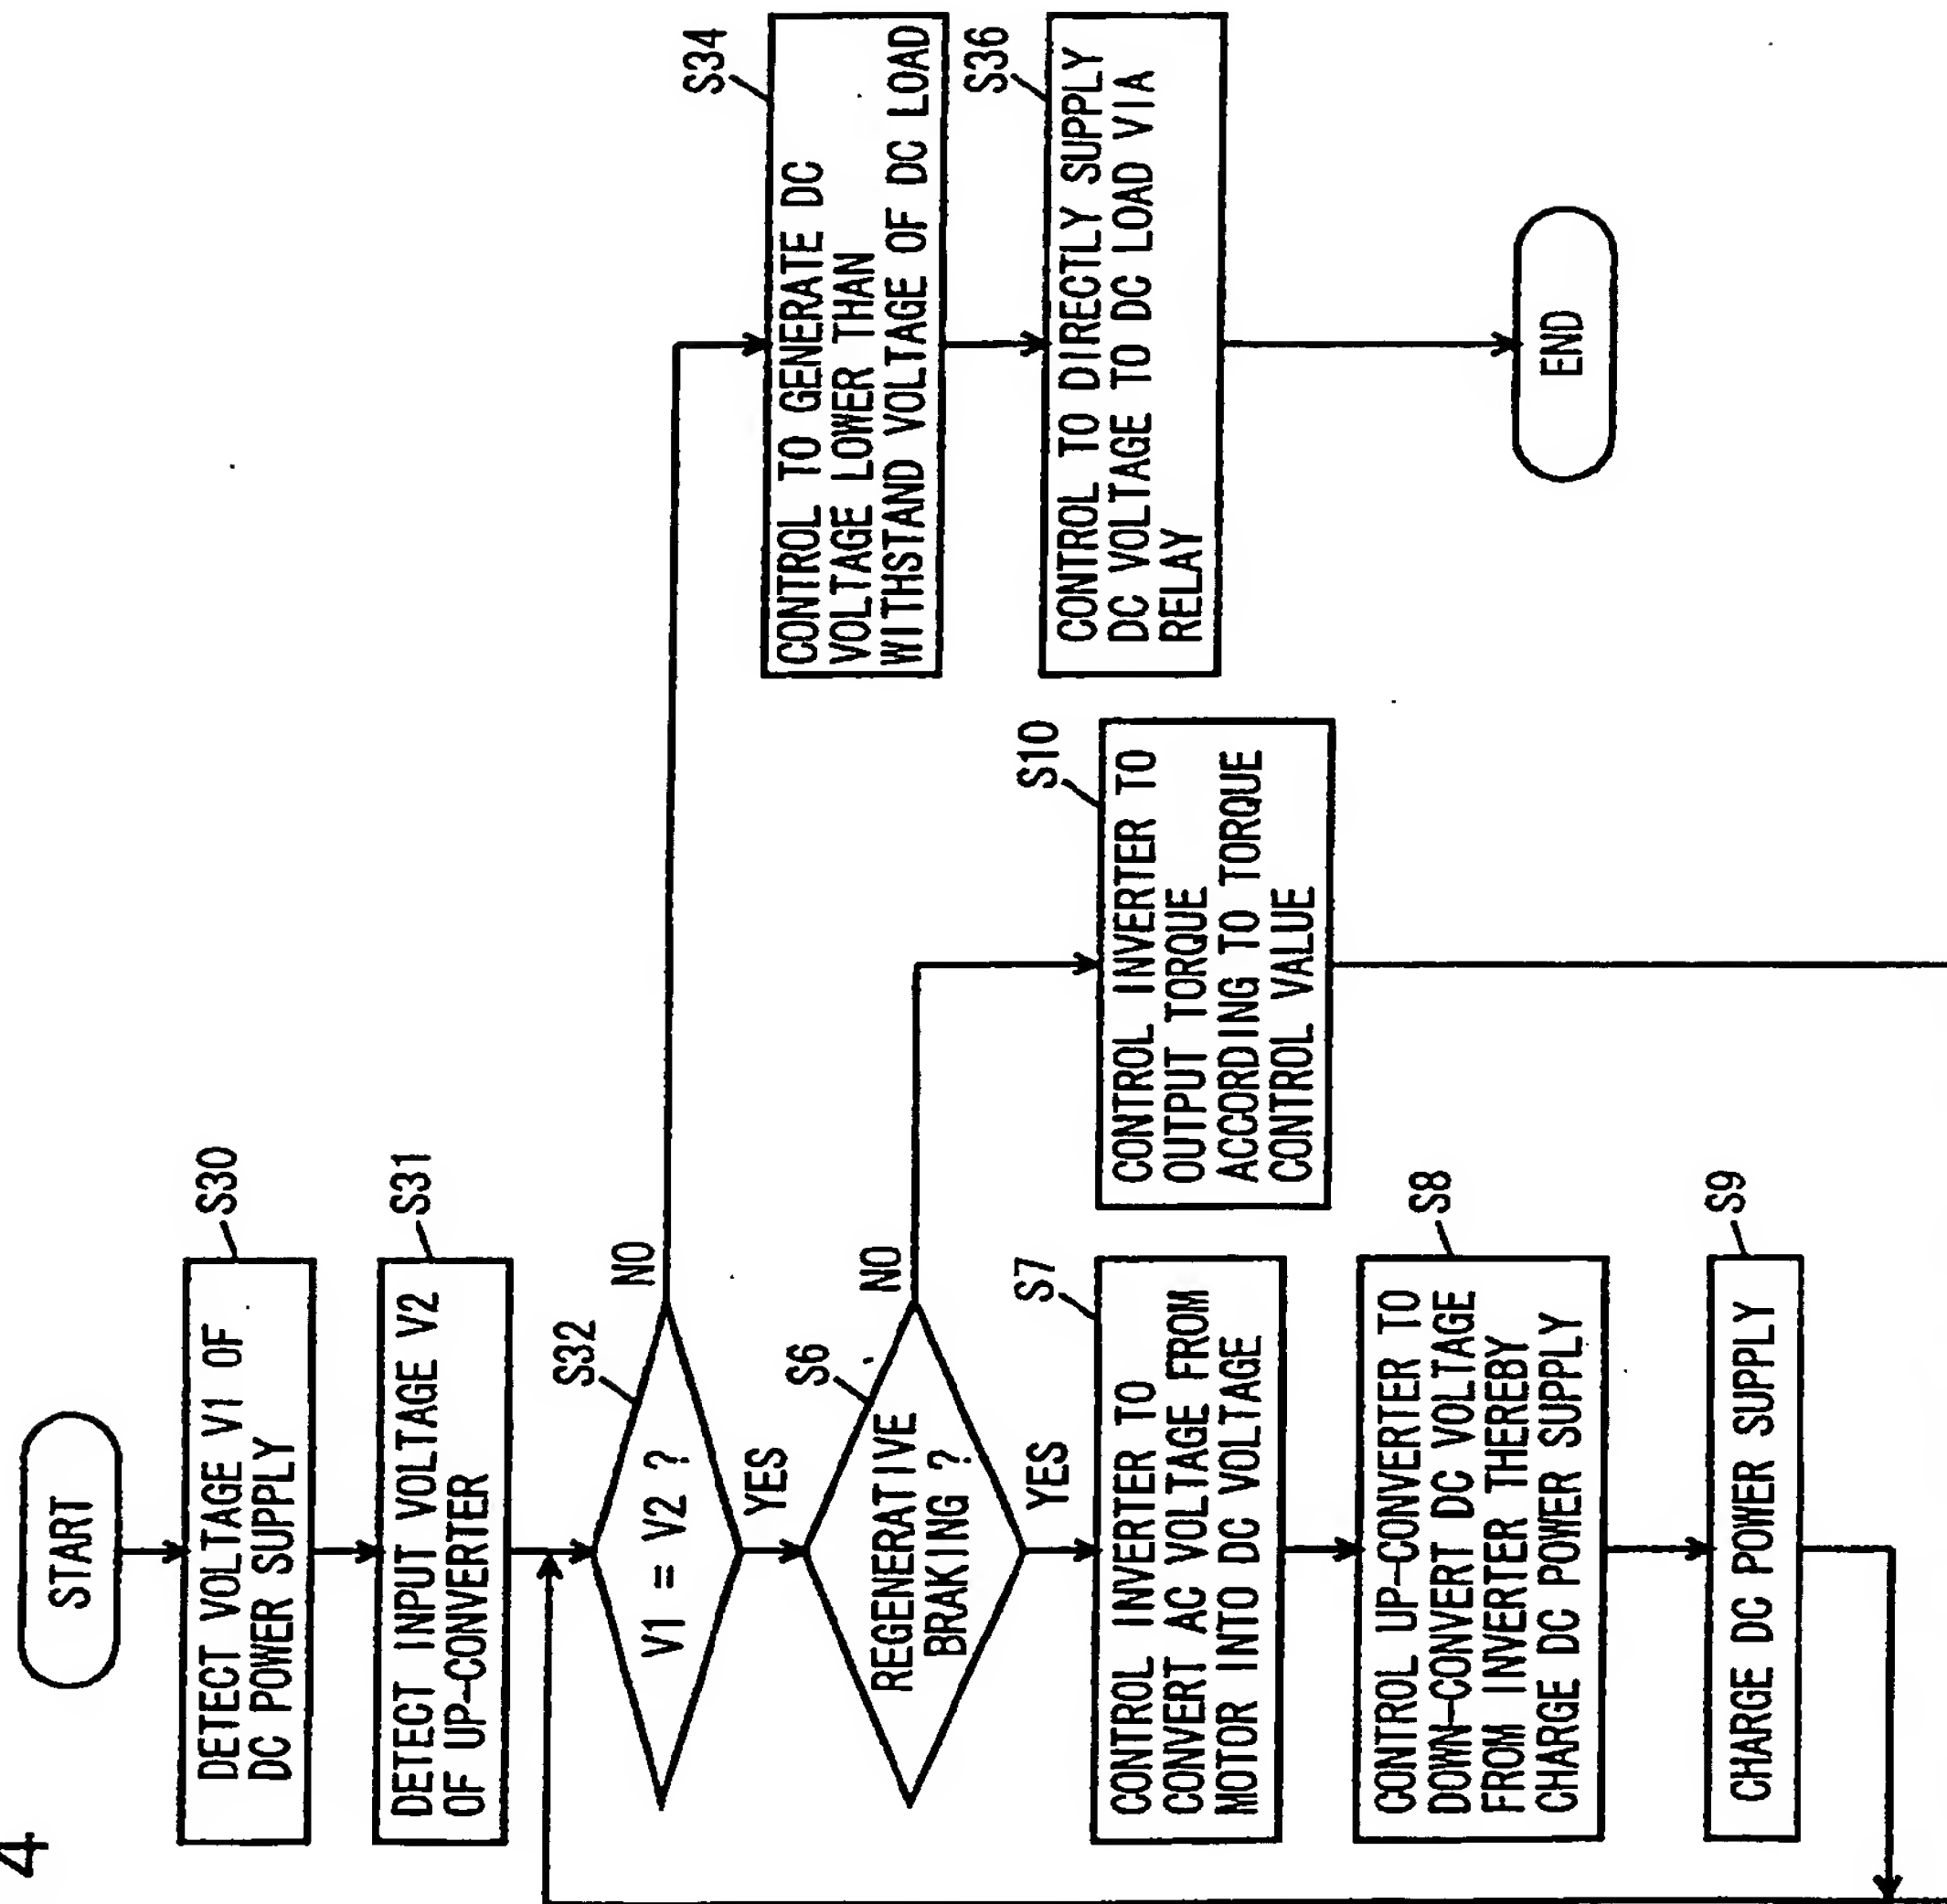 4
START
S30
DETECT VOLTAGE V1 OF
DC POWER SUPPLY
S31
DETECT INPUT VOLTAGE V2
OF UP-CONVERTER
S32
V1 = V2 ?
NO
YES
S6
REGENERATIVE
BRAKING ?
NO
YES
S7
CONTROL INVERTER TO
CONVERT AC VOLTAGE FROM
MOTOR INTO DC VOLTAGE
S8
CONTROL UP-CONVERTER TO
DOWN-CONVERT DC VOLTAGE
FROM INVERTER THEREBY
CHARGE DC POWER SUPPLY
S9
CHARGE DC POWER SUPPLY
S10
CONTROL INVERTER TO
OUTPUT TORQUE
ACCORDING TO TORQUE
CONTROL VALUE
S34
CONTROL TO GENERATE DC
VOLTAGE LOWER THAN
WITHSTAND VOLTAGE OF DC LOAD
S36
CONTROL TO DIRECTLY SUPPLY
DC VOLTAGE TO DC LOAD VIA
RELAY
END